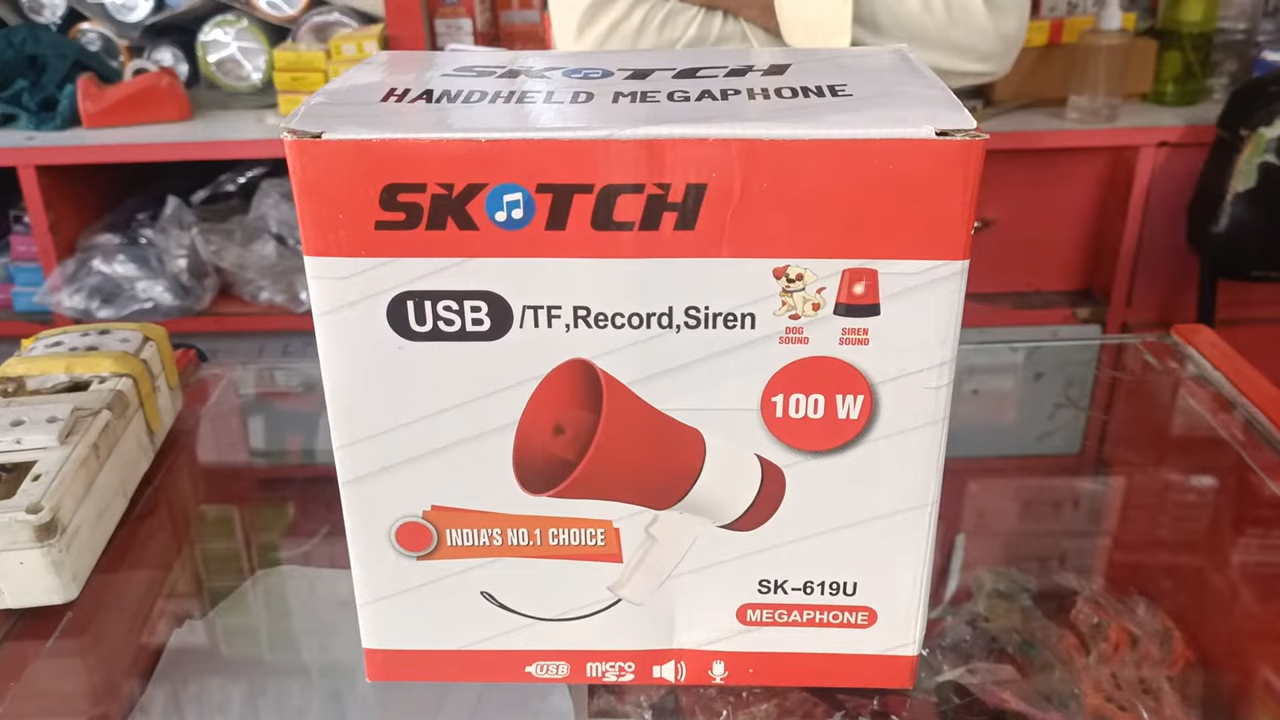 SKOTCH
HANDHELD MEGAPHONE
SKOTCH
USB/TF,Record,Siren
DOG SOUND
SIREN SOUND
100 W
INDIA'S NO.1 CHOICE
SK-619U
MEGAPHONE
USB
micro SD